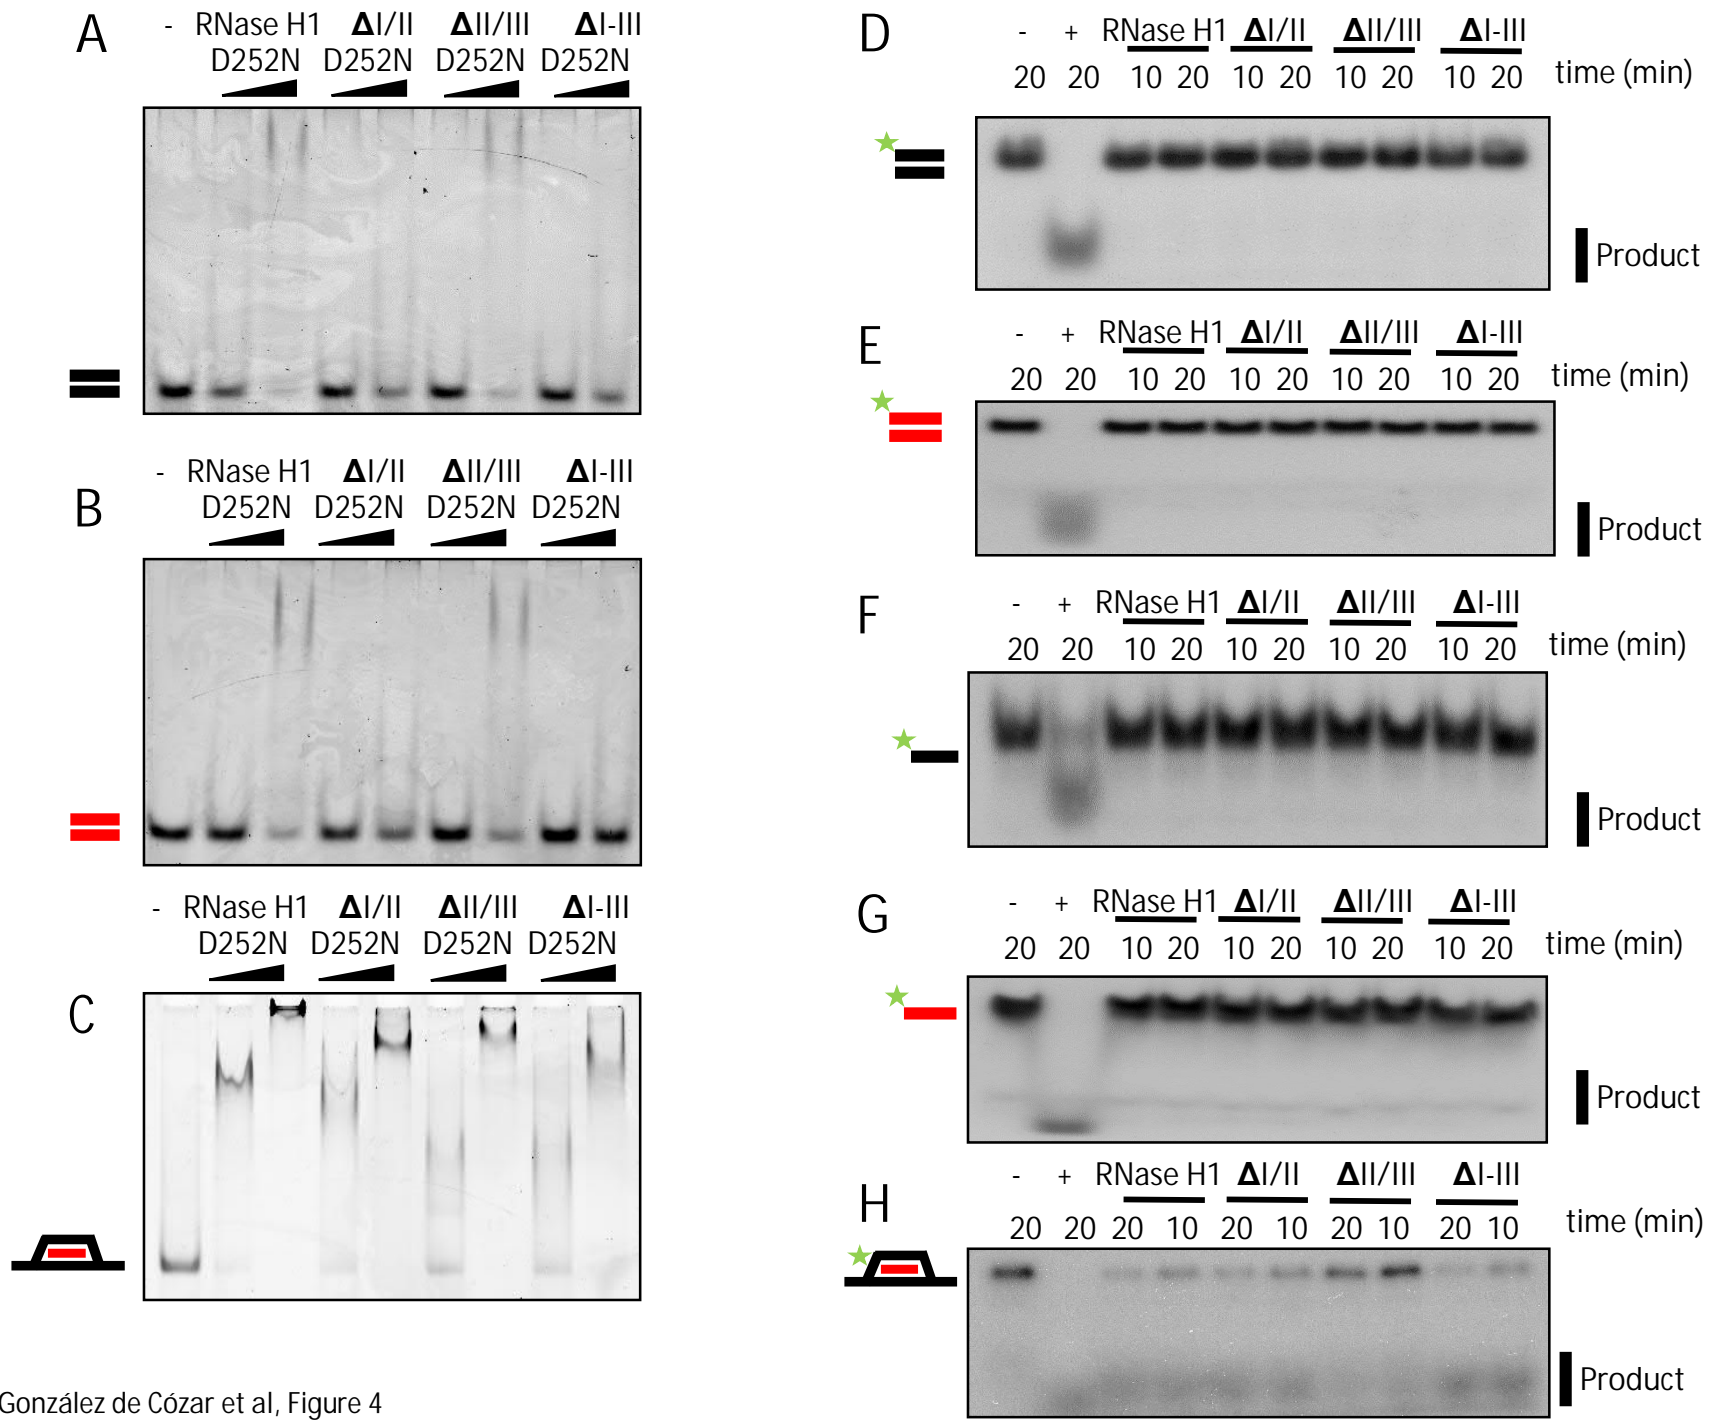 A
- RNase H1 ΔI/II ΔII/III ΔI-III
D252N D252N D252N D252N
B
- RNase H1 ΔI/II ΔII/III ΔI-III
D252N D252N D252N D252N
C
- RNase H1 ΔI/II ΔII/III ΔI-III
D252N D252N D252N D252N
D
- + RNase H1 ΔI/II ΔII/III ΔI-III
20 20 10 20 10 20 10 20 10 20 time (min)
Product
E
- + RNase H1 ΔI/II ΔII/III ΔI-III
20 20 10 20 10 20 10 20 10 20 time (min)
Product
F
- + RNase H1 ΔI/II ΔII/III ΔI-III
20 20 10 20 10 20 10 20 10 20 time (min)
Product
G
- + RNase H1 ΔI/II ΔII/III ΔI-III
20 20 10 20 10 20 10 20 10 20 time (min)
Product
H
- + RNase H1 ΔI/II ΔII/III ΔI-III
20 20 20 10 20 10 20 10 20 10 time (min)
Product
González de Cózar et al, Figure 4